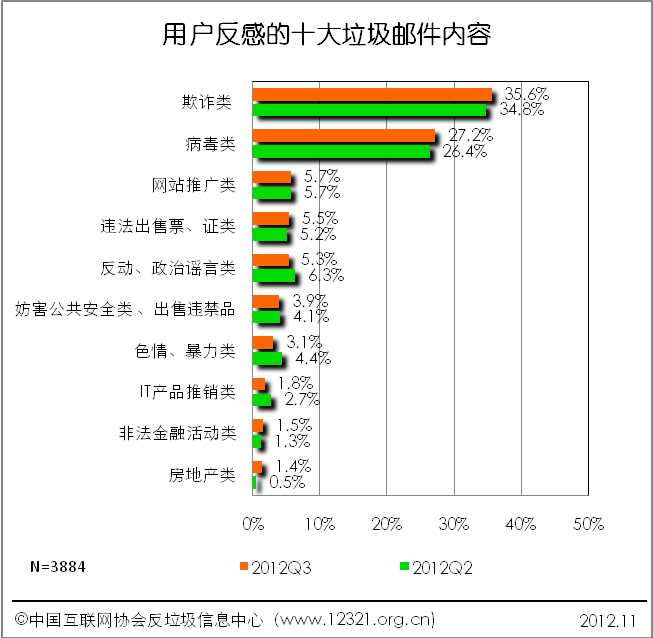 用户反感的十大垃圾邮件内容
欺诈类 35.6%
34.8%
病毒类 27.2%
26.4%
网站推广类 5.7%
5.7%
违法出售票、证类 5.5%
5.2%
反动、政治谣言类 5.3%
6.3%
妨害公共安全类、出售违禁品 3.9%
4.1%
色情、暴力类 3.1%
4.4%
IT产品推销类 1.8%
2.7%
非法金融活动类 1.5%
1.3%
房地产类 1.4%
0.5%
0% 10% 20% 30% 40% 50%
N=3884 2012Q3 2012Q2
©中国互联网协会反垃圾信息中心（www.12321.org.cn) 2012.11